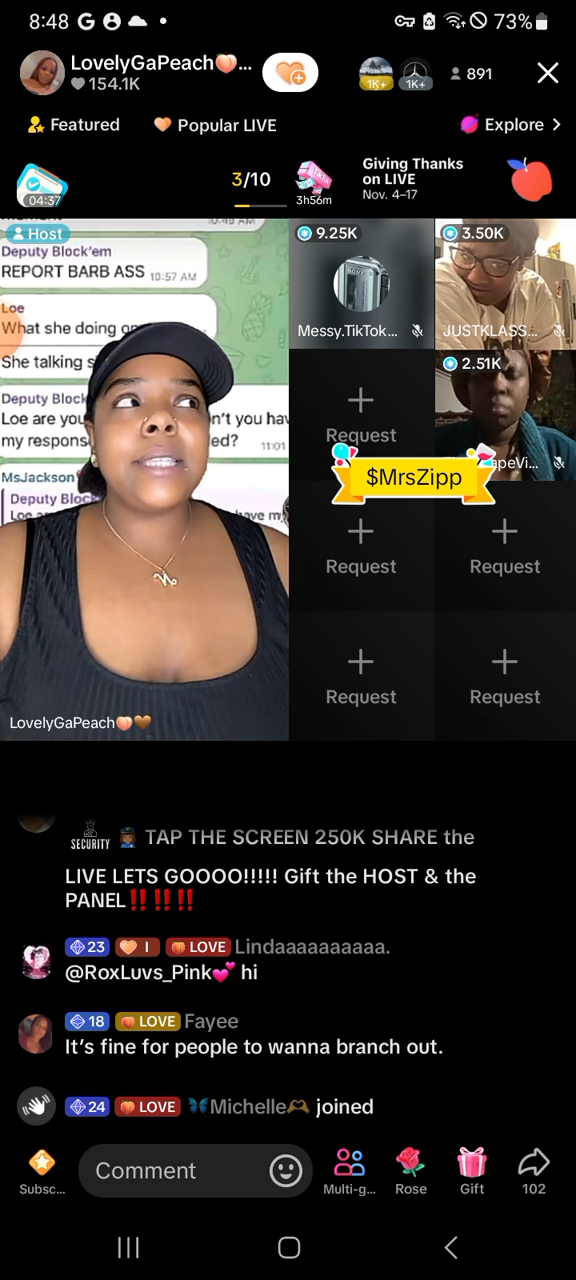 8:48
73%
LovelyGaPeach🍑...
154.1K
1K+
1K+
891
Featured
Popular LIVE
Explore
04:37
3/10
3h56m
Giving Thanks
on LIVE
Nov. 4–17
Host
Deputy Block'em
REPORT BARB ASS 10:57 AM
Loe
What she doing on
She talking s
Deputy Block
Loe are you n't you hav
my respons ed? 11:01
MsJackson
Deputy Block
have my
LovelyGaPeach🍑🤎
9.25K
Messy.TikTok...
3.50K
JUSTKLASS...
2.51K
apeVi...
Request
$MrsZipp
Request
Request
Request
Request
SECURITY 👮🏾‍♀️ TAP THE SCREEN 250K SHARE the
LIVE LETS GOOOO!!!!! Gift the HOST & the
PANEL‼️‼️‼️
23 I LOVE Lindaaaaaaaaaa.
@RoxLuvs_Pink💕 hi
18 LOVE Fayee
It's fine for people to wanna branch out.
24 LOVE 🦋Michelle🫶🏾 joined
Comment
Subsc...
Multi-g...
Rose
Gift
102